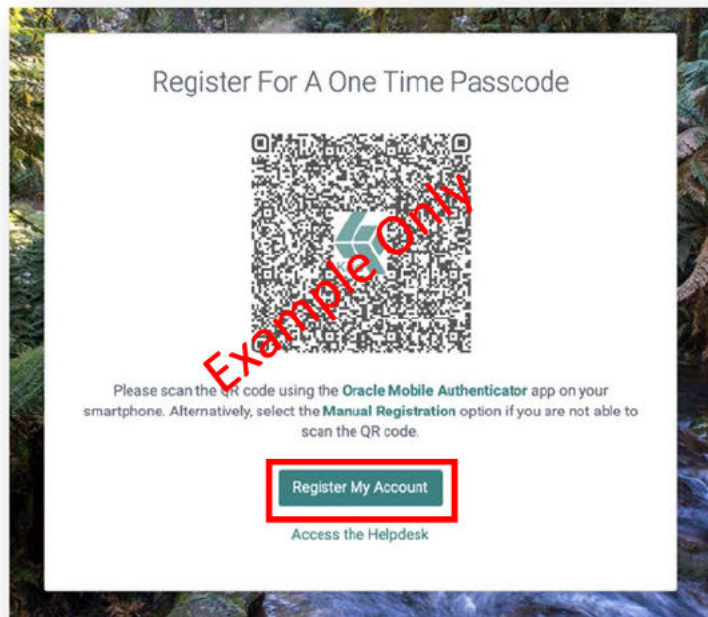 Register For A One Time Passcode
Example Only
Please scan the QR code using the Oracle Mobile Authenticator app on your
smartphone. Alternatively, select the Manual Registration option if you are not able to
scan the QR code.
Register My Account
Access the Helpdesk